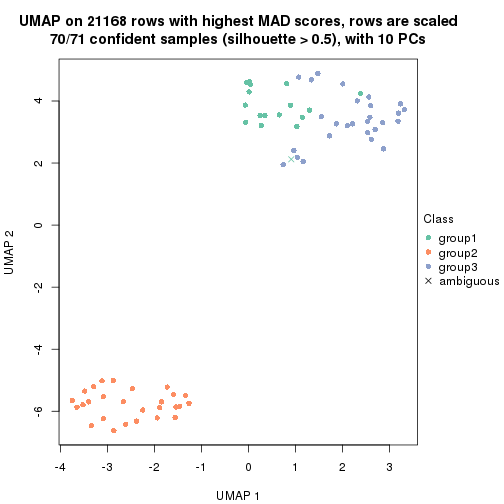 UMAP on 21168 rows with highest MAD scores, rows are scaled
70/71 confident samples (silhouette > 0.5), with 10 PCs
4
2
0
-2
-4
-6
UMAP 2
-4
-3
-2
-1
0
1
2
3
UMAP 1
Class
group1
group2
group3
ambiguous